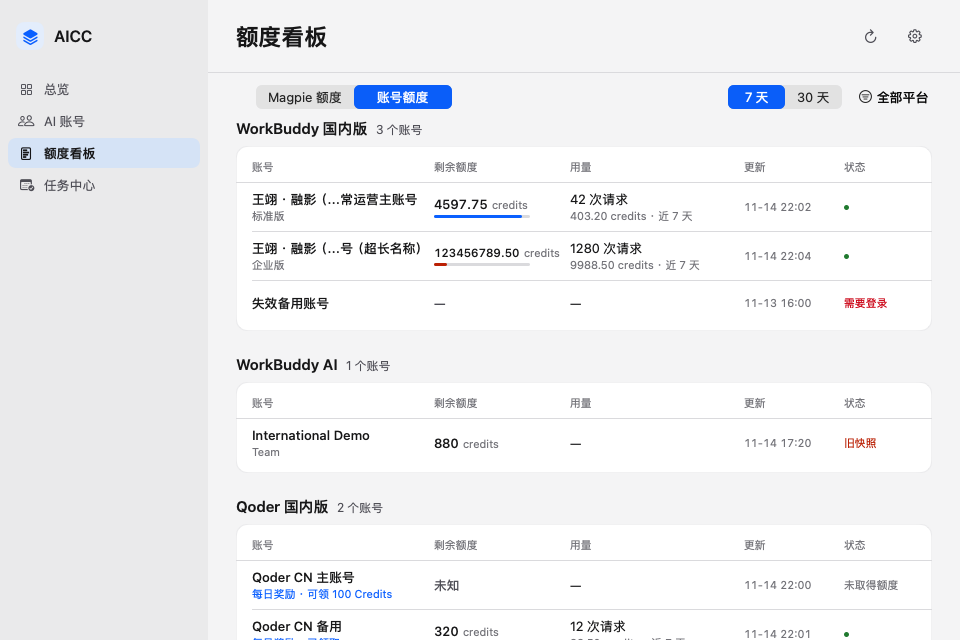 AICC
额度看板
总览
AI 账号
额度看板
任务中心
Magpie 额度
账号额度
7 天
30 天
全部平台
WorkBuddy 国内版 3 个账号
账号 剩余额度 用量 更新 状态
王翊 · 融影（...常运营主账号 4597.75 credits 42 次请求 11-14 22:02
标准版 403.20 credits · 近 7 天
王翊 · 融影（...号（超长名称） 123456789.50 credits 1280 次请求 11-14 22:04
企业版 9988.50 credits · 近 7 天
失效备用账号 — — 11-13 16:00 需要登录
WorkBuddy AI 1 个账号
账号 剩余额度 用量 更新 状态
International Demo 880 credits — 11-14 17:20 旧快照
Team
Qoder 国内版 2 个账号
账号 剩余额度 用量 更新 状态
Qoder CN 主账号 未知 — 11-14 22:00 未取得额度
每日奖励 · 可领 100 Credits
Qoder CN 备用 320 credits 12 次请求 11-14 22:01